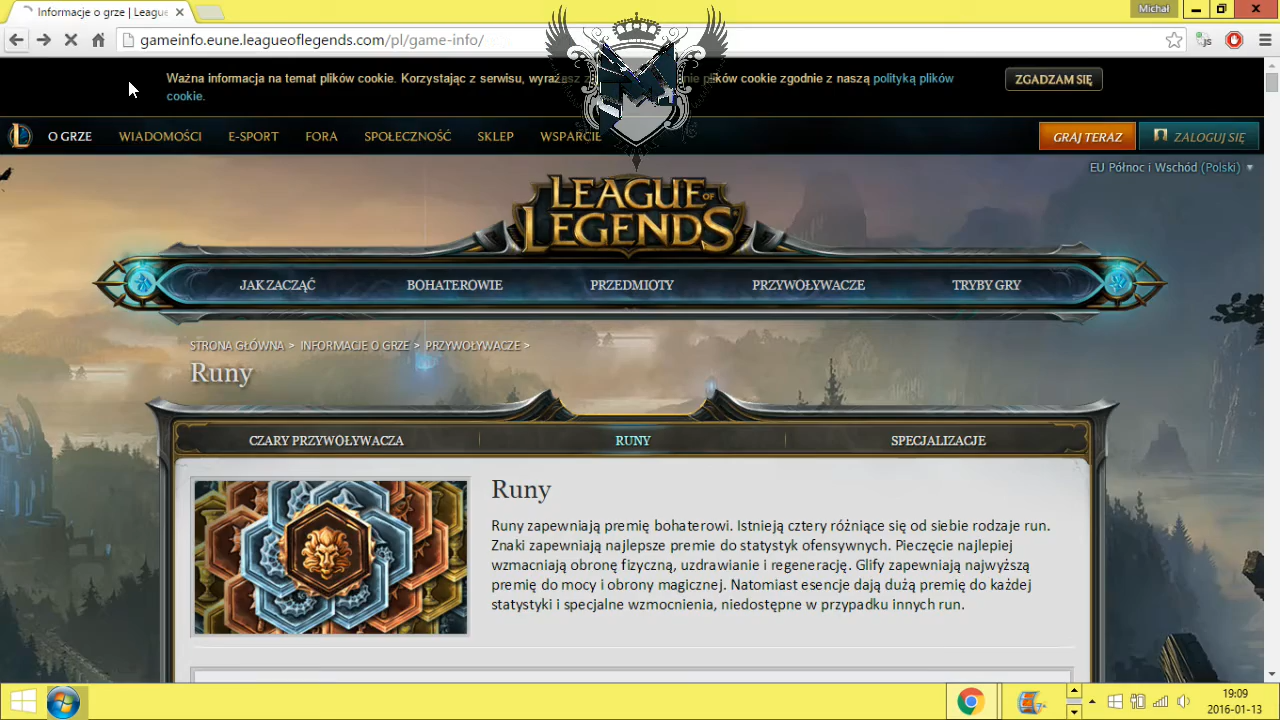 Informacje o grze | Leagu
Michał
gameinfo.eune.leagueoflegends.com/pl/game-info/
js
Ważna informacja na temat plików cookie. Korzystając z serwisu, wyrażasz z nie plików cookie zgodnie z naszą polityką plików
cookie.
ZGADZAM SIĘ
O GRZE WIADOMOŚCI E-SPORT FORA SPOŁECZNOŚĆ SKLEP WSPARCIE
GRAJ TERAZ ZALOGUJ SIĘ
EU Północ i Wschód (Polski)
LEAGUE OF
LEGENDS
JAK ZACZĄĆ BOHATEROWIE PRZEDMIOTY PRZYWOŁYWACZE TRYBY GRY
STRONA GŁÓWNA > INFORMACJE O GRZE > PRZYWOŁYWACZE >
Runy
CZARY PRZYWOŁYWACZA RUNY SPECJALIZACJE
Runy
Runy zapewniają premię bohaterowi. Istnieją cztery różniące się od siebie rodzaje run.
Znaki zapewniają najlepsze premie do statystyk ofensywnych. Pieczęcie najlepiej
wzmacniają obronę fizyczną, uzdrawianie i regenerację. Glify zapewniają najwyższą
premię do mocy i obrony magicznej. Natomiast esencje dają dużą premię do każdej
statystyki i specjalne wzmocnienia, niedostępne w przypadku innych run.
19:09
2016-01-13